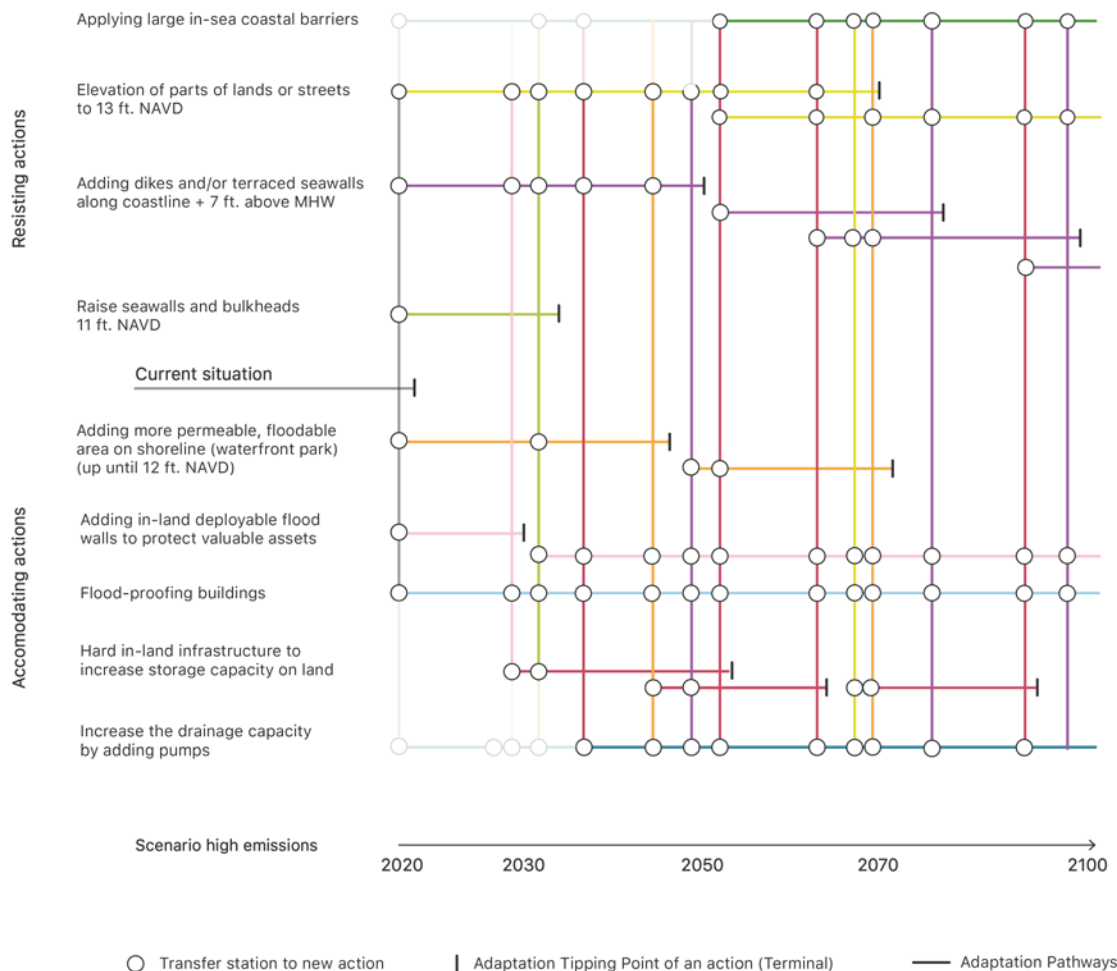 Applying large in-sea coastal barriers
Resisting actions
Elevation of parts of lands or streets
to 13 ft. NAVD
Adding dikes and/or terraced seawalls
along coastline + 7 ft. above MHW
Raise seawalls and bulkheads
11 ft. NAVD
Current situation
Accomodating actions
Adding more permeable, floodable
area on shoreline (waterfront park)
(up until 12 ft. NAVD)
Adding in-land deployable flood
walls to protect valuable assets
Flood-proofing buildings
Hard in-land infrastructure to
increase storage capacity on land
Increase the drainage capacity
by adding pumps
Scenario high emissions
2020 2030 2050 2070 2100
Transfer station to new action
Adaptation Tipping Point of an action (Terminal)
Adaptation Pathways